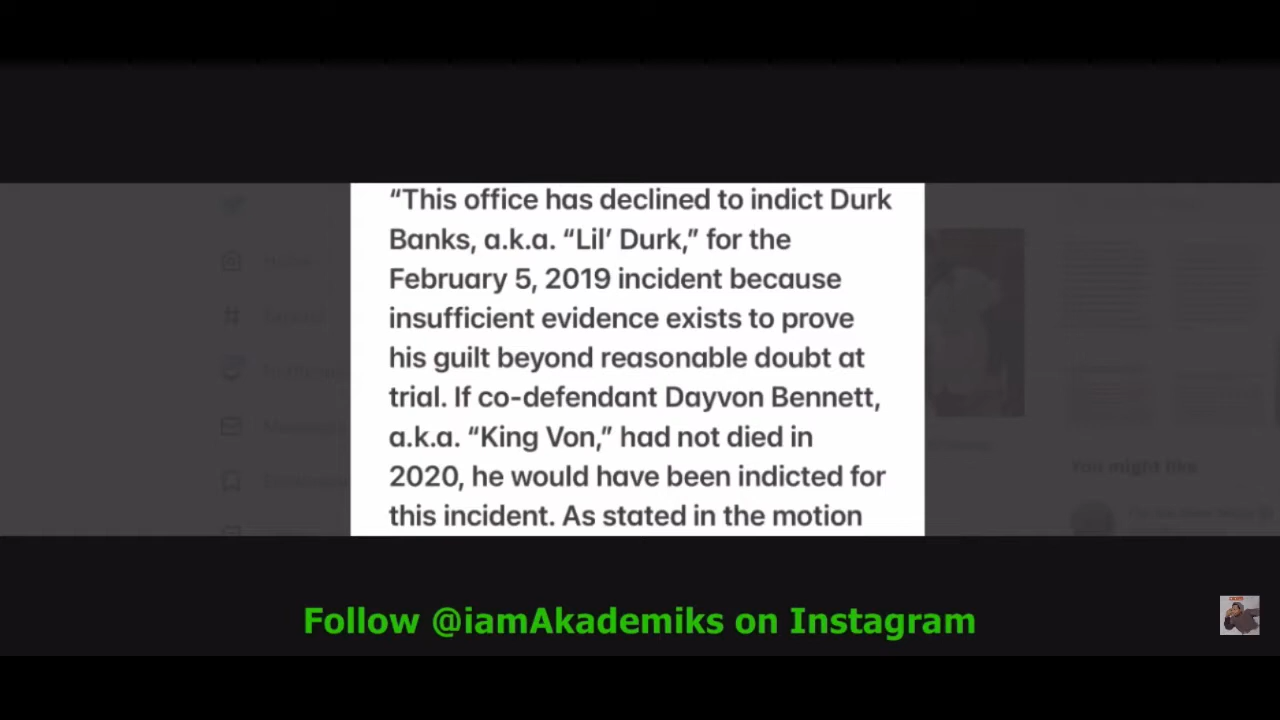 “This office has declined to indict Durk
Banks, a.k.a. “Lil’ Durk,” for the
February 5, 2019 incident because
insufficient evidence exists to prove
his guilt beyond reasonable doubt at
trial. If co-defendant Dayvon Bennett,
a.k.a. “King Von,” had not died in
2020, he would have been indicted for
this incident. As stated in the motion
You might like
Follow @iamAkademiks on Instagram